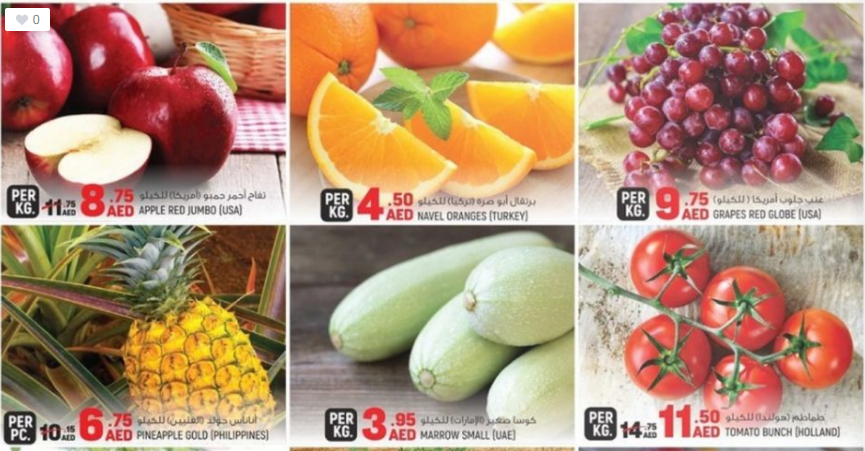 0
PER
KG.
11.75
AED
8.75
AED
تفاح أحمر جمبو (أمريكا) للكيلو
APPLE RED JUMBO (USA)
PER
KG.
4.50
AED
برتقال أبو صرة (تركيا) للكيلو
NAVEL ORANGES (TURKEY)
PER
KG.
9.75
AED
عنب جلوب أمريكا (للكيلو)
GRAPES RED GLOBE (USA)
PER
PC.
10.15
AED
6.75
AED
أناناس جولد (الفلبين) للكيلو
PINEAPPLE GOLD (PHILIPPINES)
PER
KG.
3.95
AED
كوسا صغير (الإمارات) للكيلو
MARROW SMALL (UAE)
PER
KG.
14.75
AED
11.50
AED
طماطم (هولندا) للكيلو
TOMATO BUNCH (HOLLAND)